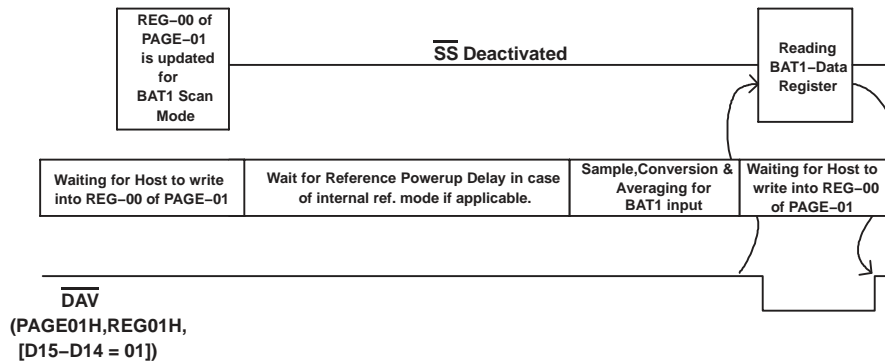 REG−00 of
PAGE−01
is updated
for
BAT1 Scan
Mode
SS Deactivated
Reading
BAT1−Data
Register
Waiting for Host to write
into REG−00 of PAGE−01
Wait for Reference Powerup Delay in case
of internal ref. mode if applicable.
Sample,Conversion &
Averaging for
BAT1 input
Waiting for Host to
write into REG−00
of PAGE−01
DAV
(PAGE01H,REG01H,
[D15−D14 = 01])